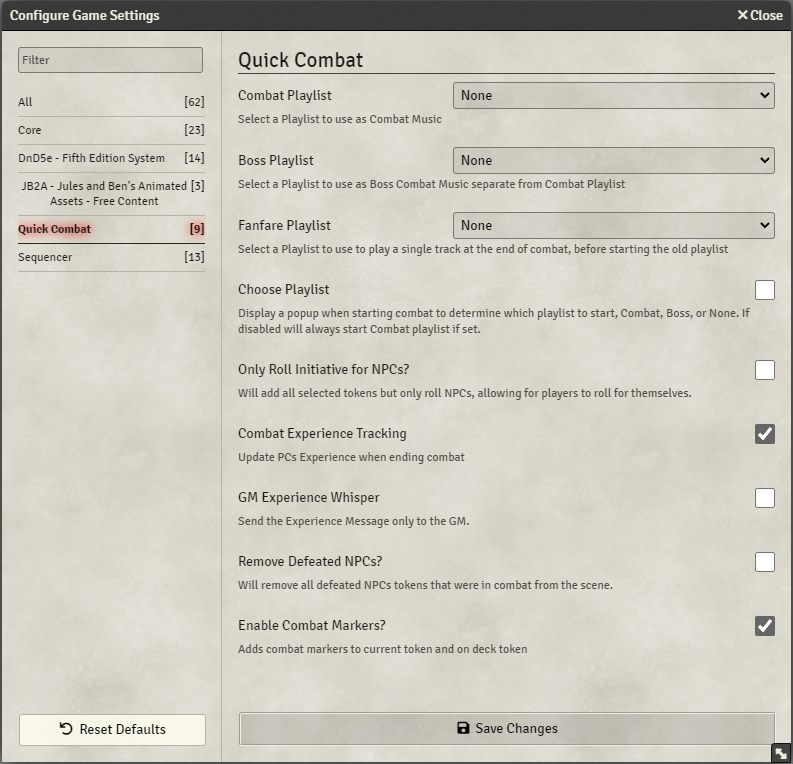 Configure Game Settings
Close
Filter
All [62]
Core [23]
DnD5e - Fifth Edition System [14]
JB2A - Jules and Ben's Animated [3]
Assets - Free Content
Quick Combat [9]
Sequencer [13]
Reset Defaults
Quick Combat
Combat Playlist None
Select a Playlist to use as Combat Music
Boss Playlist None
Select a Playlist to use as Boss Combat Music separate from Combat Playlist
Fanfare Playlist None
Select a Playlist to use to play a single track at the end of combat, before starting the old playlist
Choose Playlist
Display a popup when starting combat to determine which playlist to start, Combat, Boss, or None. If
disabled will always start Combat playlist if set.
Only Roll Initiative for NPCs?
Will add all selected tokens but only roll NPCs, allowing for players to roll for themselves.
Combat Experience Tracking
Update PCs Experience when ending combat
GM Experience Whisper
Send the Experience Message only to the GM.
Remove Defeated NPCs?
Will remove all defeated NPCs tokens that were in combat from the scene.
Enable Combat Markers?
Adds combat markers to current token and on deck token
Save Changes